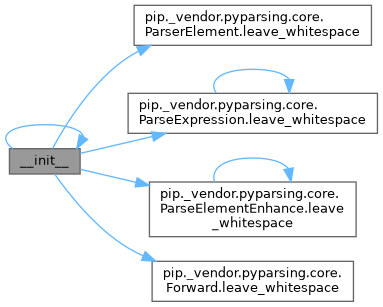 pip._vendor.pyparsing.core.
ParserElement.leave_whitespace
pip._vendor.pyparsing.core.
ParseExpression.leave_whitespace
__init__
pip._vendor.pyparsing.core.
ParseElementEnhance.leave
_whitespace
pip._vendor.pyparsing.core.
Forward.leave_whitespace